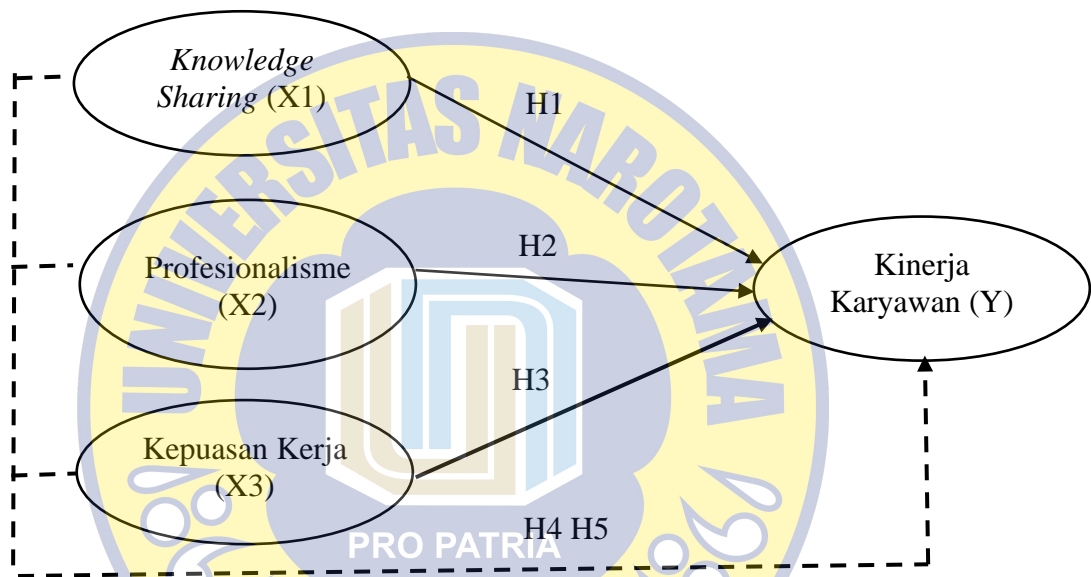 Knowledge
Sharing (X1)
H1
UNIVERSITAS NAROTAMA
H2
Profesionalisme
(X2)
Kinerja
Karyawan (Y)
H3
Kepuasan Kerja
(X3)
H4 H5
PRO PATRIA